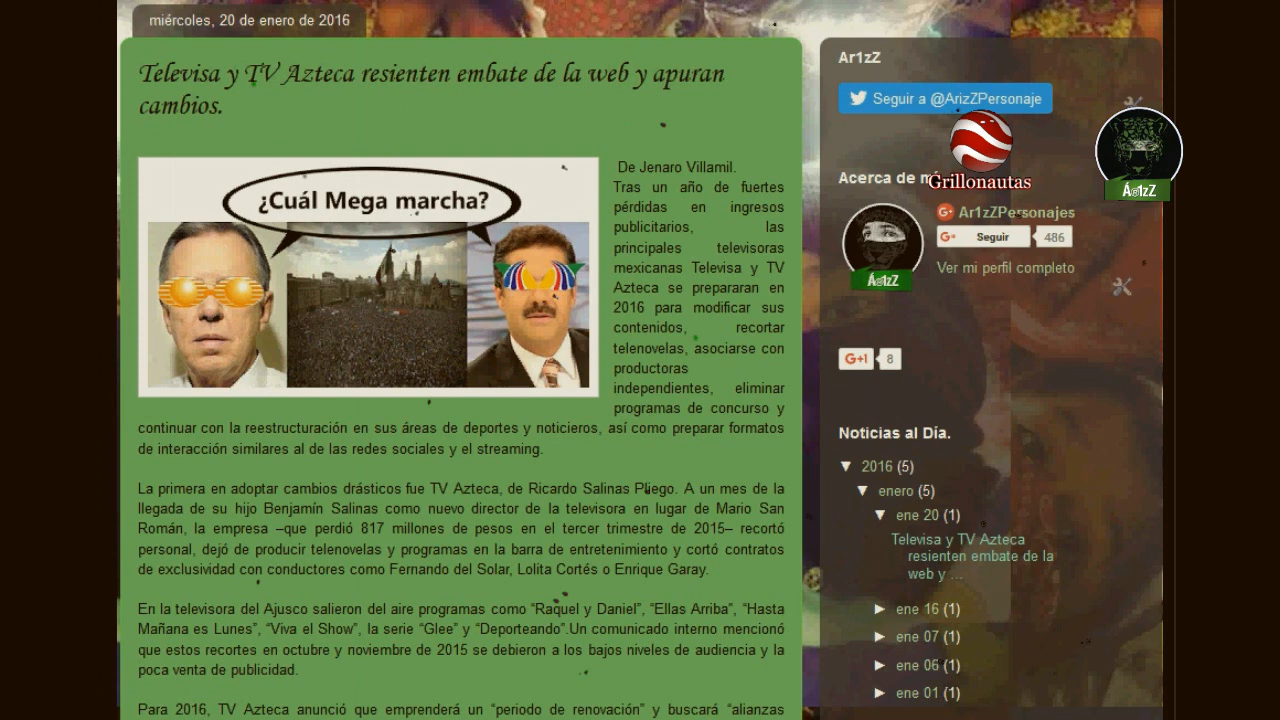 miércoles, 20 de enero de 2016
Televisa y TV Azteca resienten embate de la web y apuran
cambios.
¿Cuál Mega marcha?
De Jenaro Villamil.
Tras un año de fuertes
pérdidas en ingresos
publicitarios, las
principales televisoras
mexicanas Televisa y TV
Azteca se prepararan en
2016 para modificar sus
contenidos, recortar
telenovelas, asociarse con
productoras
independientes, eliminar
programas de concurso y
continuar con la reestructuración en sus áreas de deportes y noticieros, así como preparar formatos
de interacción similares al de las redes sociales y el streaming.
La primera en adoptar cambios drásticos fue TV Azteca, de Ricardo Salinas Pliego. A un mes de la
llegada de su hijo Benjamín Salinas como nuevo director de la televisora en lugar de Mario San
Román, la empresa –que perdió 817 millones de pesos en el tercer trimestre de 2015– recortó
personal, dejó de producir telenovelas y programas en la barra de entretenimiento y cortó contratos
de exclusividad con conductores como Fernando del Solar, Lolita Cortés o Enrique Garay.
En la televisora del Ajusco salieron del aire programas como “Raquel y Daniel”, “Ellas Arriba”, “Hasta
Mañana es Lunes”, “Viva el Show”, la serie “Glee” y “Deporteando”.Un comunicado interno mencionó
que estos recortes en octubre y noviembre de 2015 se debieron a los bajos niveles de audiencia y la
poca venta de publicidad.
Para 2016, TV Azteca anunció que emprenderá un “periodo de renovación” y buscará “alianzas
Ar1zZ
Seguir a @ArizZPersonaje
Grillonautas
Á@1zZ
Acerca de m
Ar1zZPersonajes
G+ Seguir 486
Ver mi perfil completo
Á@1zZ
G+1 8
Noticias al Día.
▼ 2016 (5)
▼ enero (5)
▼ ene 20 (1)
Televisa y TV Azteca
resienten embate de la
web y ...
► ene 16 (1)
► ene 07 (1)
► ene 06 (1)
► ene 01 (1)